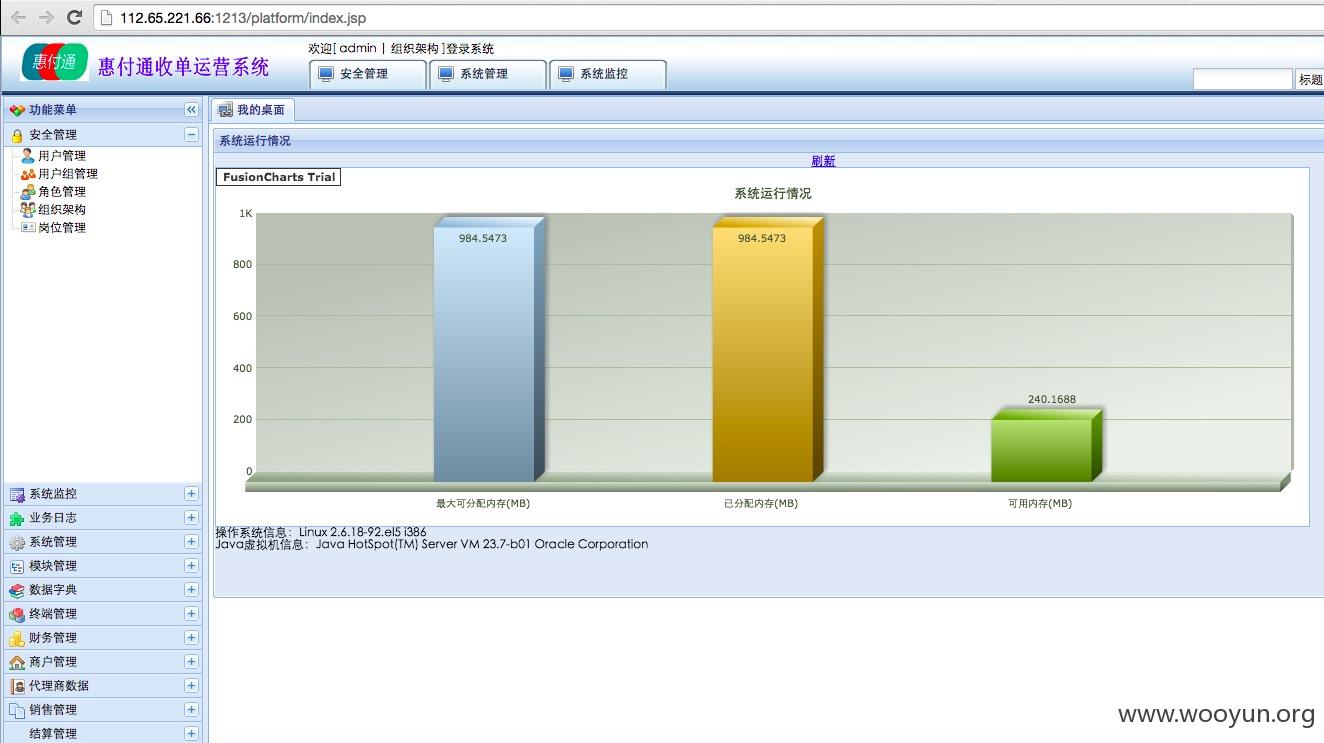 112.65.221.66:1213/platform/index.jsp
惠付通
惠付通收单运营系统
欢迎[ admin | 组织架构 ]登录系统
安全管理
系统管理
系统监控
标题
功能菜单
我的桌面
安全管理
用户管理
用户组管理
角色管理
组织架构
岗位管理
系统监控
业务日志
系统管理
模块管理
数据字典
终端管理
财务管理
商户管理
代理商数据
销售管理
结算管理
系统运行情况
刷新
FusionCharts Trial
系统运行情况
1K
800
600
400
200
0
984.5473
984.5473
240.1688
最大可分配内存(MB)
已分配内存(MB)
可用内存(MB)
操作系统信息: Linux 2.6.18-92.el5 i386
Java虚拟机信息: Java HotSpot(TM) Server VM 23.7-b01 Oracle Corporation
www.wooyun.org